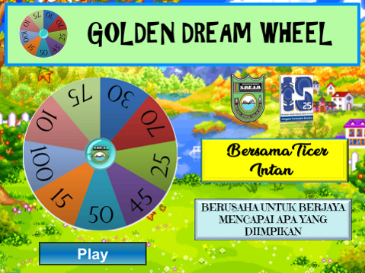 GOLDEN DREAM WHEEL
75 30
10 70
100 25
15 50 45
25
Bersama Ticer
Intan
BERUSAHA UNTUK BERJAYA
MENCAPAI APA YANG
DIIMPIKAN
Play